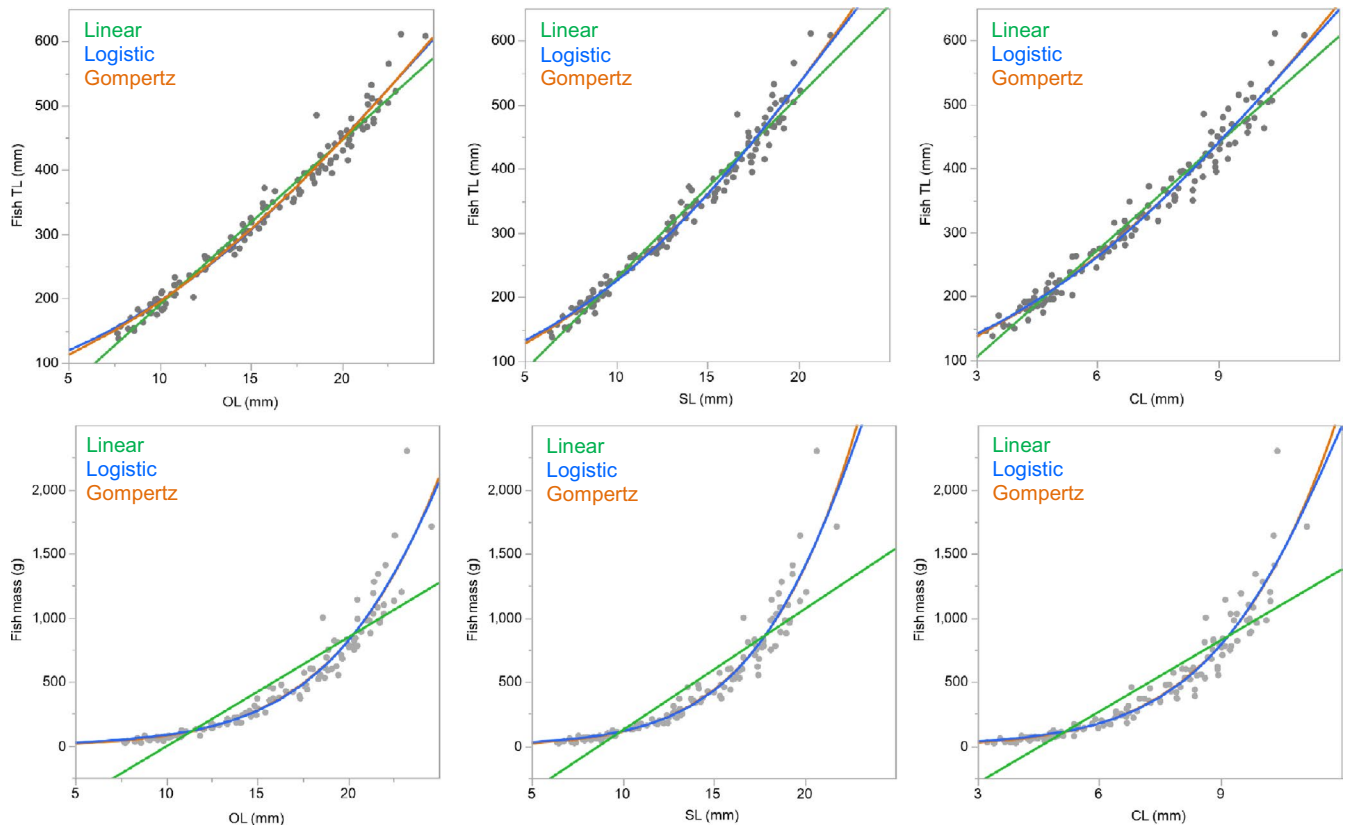 Linear
Logistic
Gompertz
600
500
400
300
200
100
5
10
15
20
Fish TL (mm)
OL (mm)
Linear
Logistic
Gompertz
600
500
400
300
200
100
5
10
15
20
Fish TL (mm)
SL (mm)
Linear
Logistic
Gompertz
600
500
400
300
200
100
3
6
9
Fish TL (mm)
CL (mm)
Linear
Logistic
Gompertz
2,000
1,500
1,000
500
0
5
10
15
20
Fish mass (g)
OL (mm)
Linear
Logistic
Gompertz
2,000
1,500
1,000
500
0
5
10
15
20
Fish mass (g)
SL (mm)
Linear
Logistic
Gompertz
2,000
1,500
1,000
500
0
3
6
9
Fish mass (g)
CL (mm)